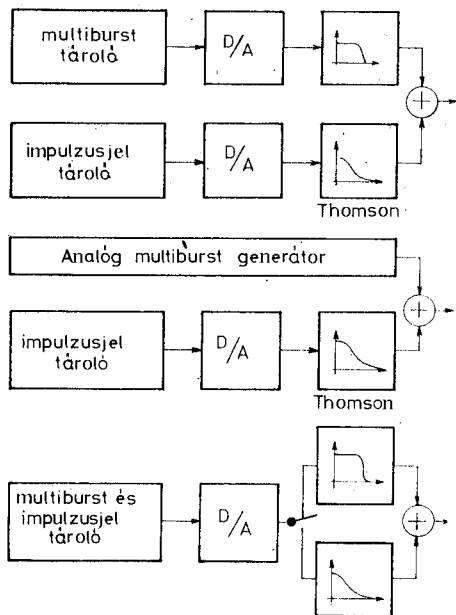 multiburst
tároló
D/A
impulzusjel
tároló
D/A
Thomson
Analóg multiburst generátor
impulzusjel
tároló
D/A
Thomson
multiburst és
impulzusjel
tároló
D/A